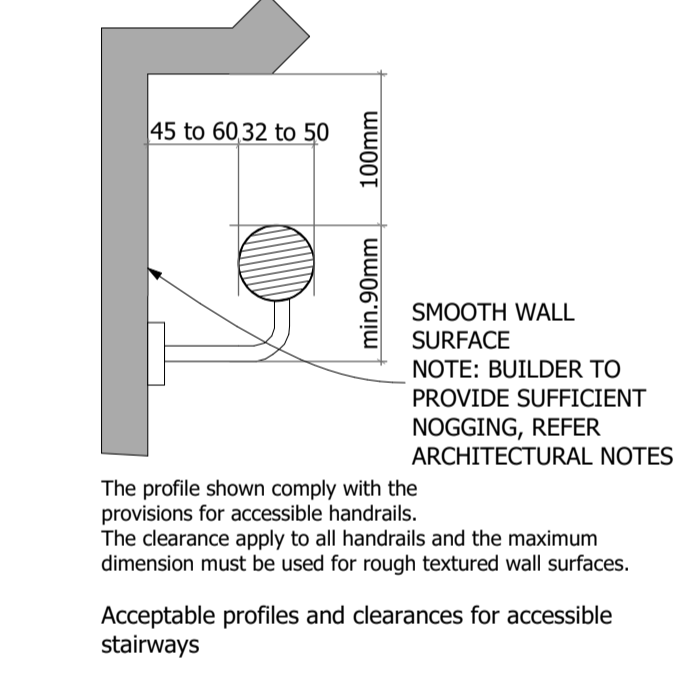 45 to 60 32 to 50
100mm
min.90mm
SMOOTH WALL
SURFACE
NOTE: BUILDER TO
PROVIDE SUFFICIENT
NOGGING, REFER
ARCHITECTURAL NOTES
The profile shown comply with the
provisions for accessible handrails.
The clearance apply to all handrails and the maximum
dimension must be used for rough textured wall surfaces.
Acceptable profiles and clearances for accessible
stairways